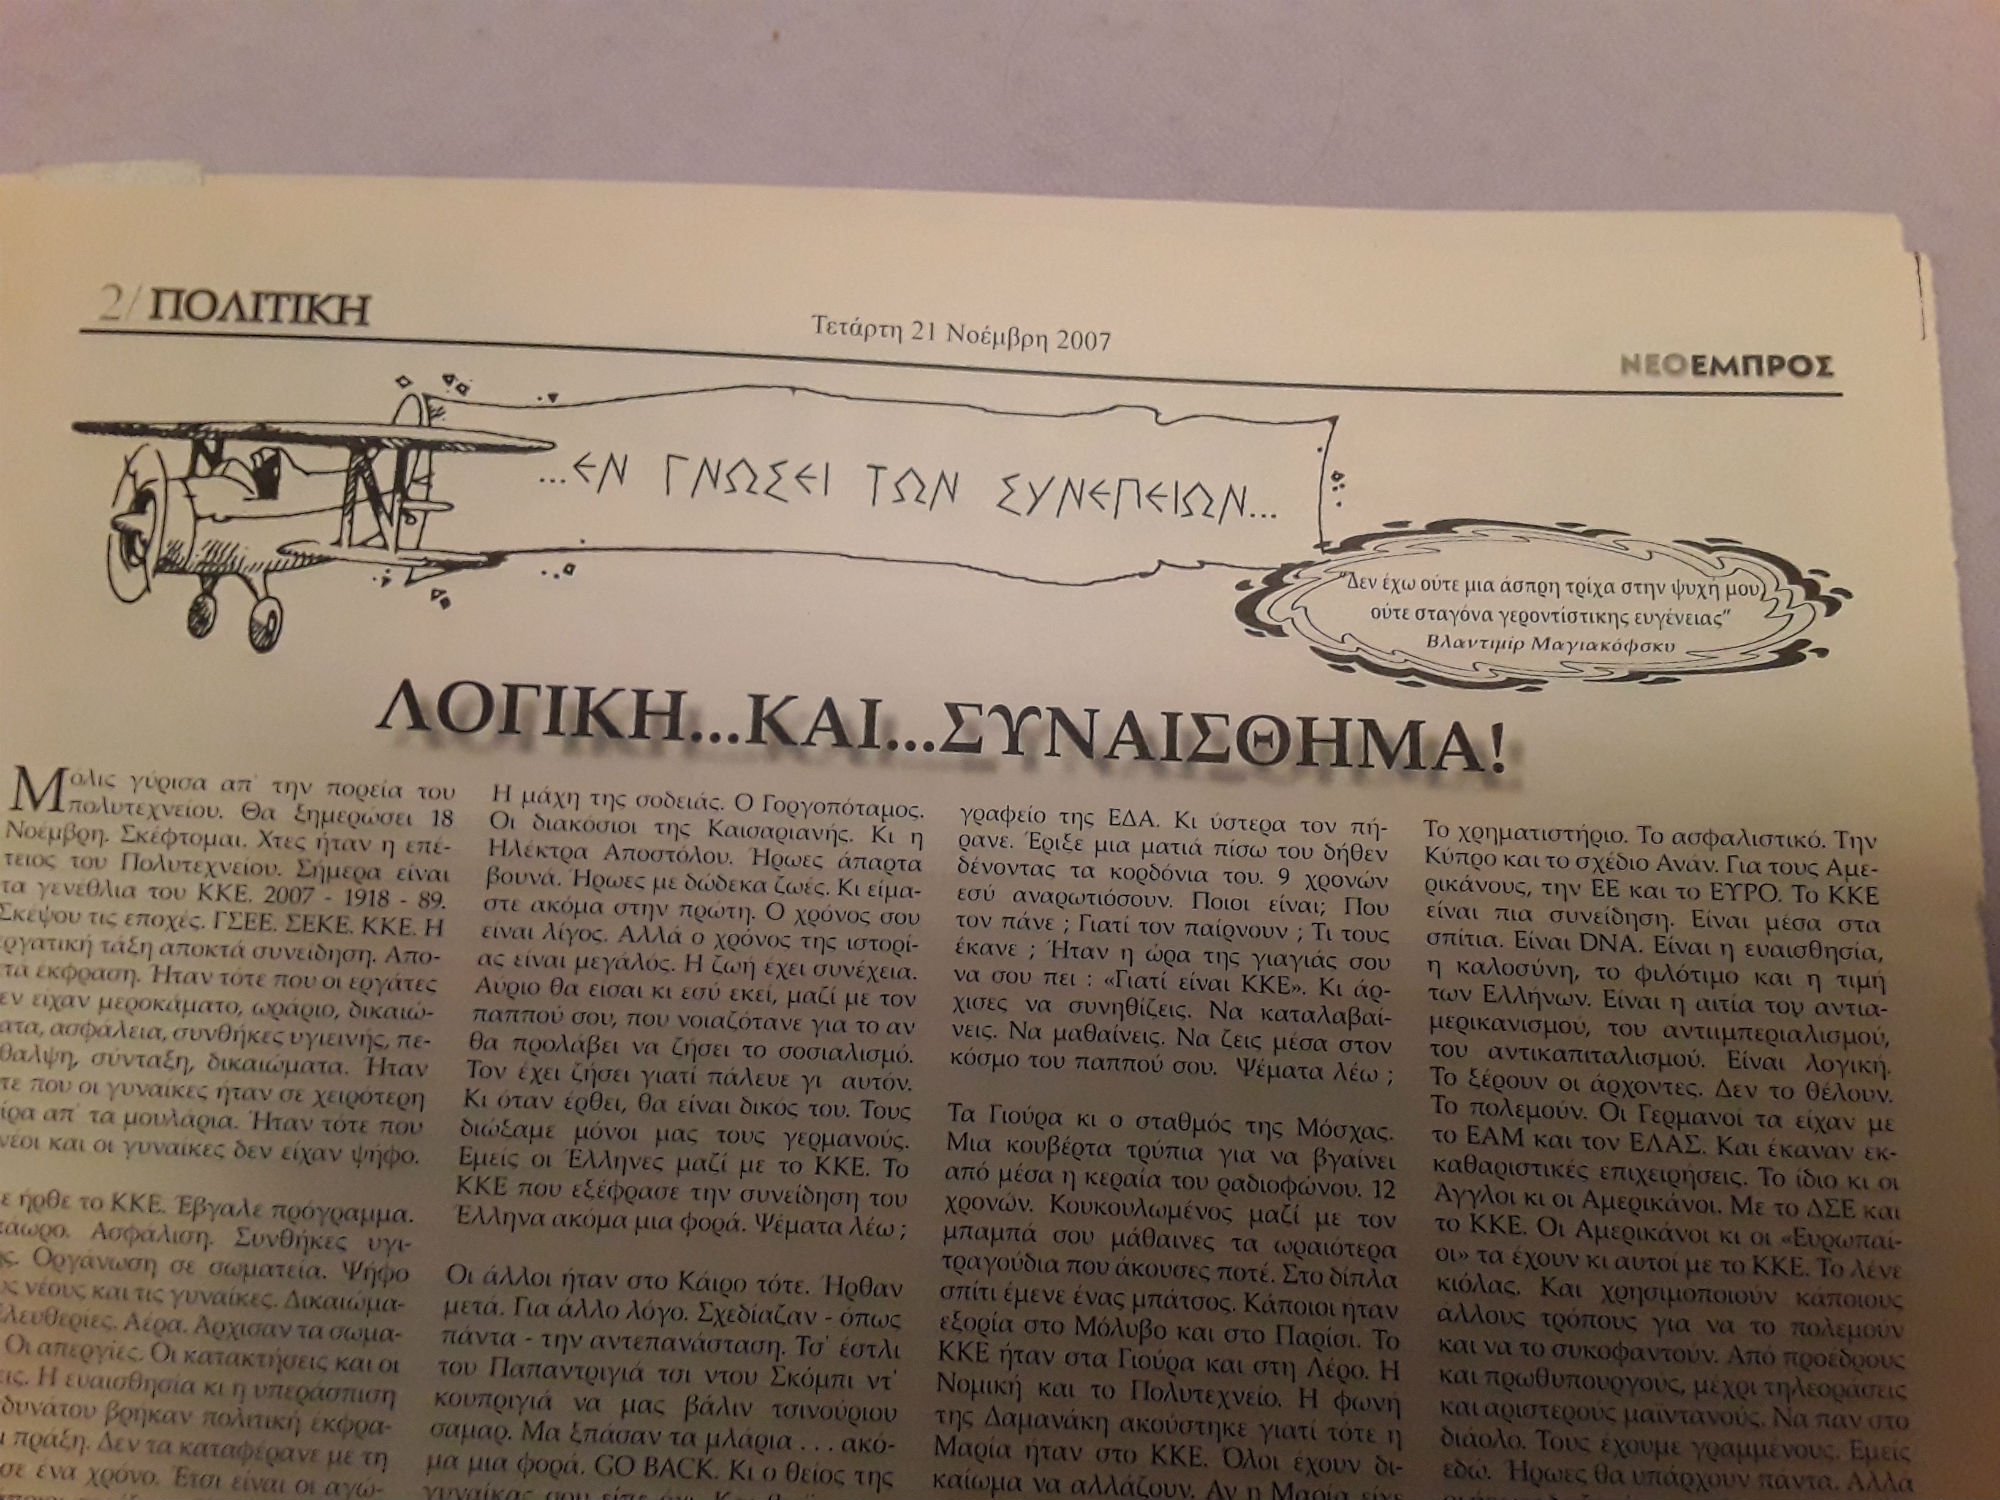 2/ ΠΟΛΙΤΙΚΗ
Τετάρτη 21 Νοέμβρη 2007
ΝΕΟΕΜΠΡΟΣ
...ΕΝ ΓΝΩΣΕΙ ΤΩΝ ΣΥΝΕΠΕΙΩΝ...
"Δεν έχω ούτε μια άσπρη τρίχα στην ψυχή μου,
ούτε σταγόνα γεροντίστικης ευγένειας"
Βλαντιμίρ Μαγιακόφσκυ
ΛΟΓΙΚΗ...ΚΑΙ...ΣΥΝΑΙΣΘΗΜΑ!
Μόλις γύρισα απ' την πορεία του
πολυτεχνείου. Θα ξημερώσει 18
Νοέμβρη. Σκέφτομαι. Χτες ήταν η επέ-
τειος του Πολυτεχνείου. Σήμερα είναι
τα γενέθλια του ΚΚΕ. 2007 - 1918 - 89.
Σκέψου τις εποχές. ΓΣΕΕ. ΣΕΚΕ. ΚΚΕ. Η
εργατική τάξη αποκτά συνείδηση. Απο-
τά έκφραση. Ήταν τότε που οι εργάτες
εν είχαν μεροκάματο, ωράριο, δικαιώ-
ατα, ασφάλεια, συνθήκες υγιεινής, πε-
θαλψη, σύνταξη, δικαιώματα. Ήταν
τε που οι γυναίκες ήταν σε χειρότερη
ίρα απ' τα μουλάρια. Ήταν τότε που
νέοι και οι γυναίκες δεν είχαν ψήφο.
ε ήρθε το ΚΚΕ. Έβγαλε πρόγραμμα.
άωρο. Ασφάλιση. Συνθήκες υγι-
ς. Οργάνωση σε σωματεία. Ψήφο
υς νέους και τις γυναίκες. Δικαιώμα-
λευθερίες. Αέρα. Αρχισαν τα σωμα-
Οι απεργίες. Οι κατακτήσεις και οι
εις. Η ευαισθησία κι η υπεράσπιση
δυνάτου βρήκαν πολιτική έκφρα-
ι πράξη. Δεν τα καταφέρανε με τη
σε ένα χρόνο. Έτσι είναι οι αγώ-
Η μάχη της σοδειάς. Ο Γοργοπόταμος.
Οι διακόσιοι της Καισαριανής. Κι η
Ηλέκτρα Αποστόλου. Ήρωες άπαρτα
βουνά. Ήρωες με δώδεκα ζωές. Κι είμα-
στε ακόμα στην πρώτη. Ο χρόνος σου
είναι λίγος. Αλλά ο χρόνος της ιστορί-
ας είναι μεγάλός. Η ζωή έχει συνέχεια.
Αύριο θα εισαι κι εσύ εκεί, μαζί με τον
παππού σου, που νοιαζότανε για το αν
θα προλάβει να ζήσει το σοσιαλισμό.
Τον έχει ζήσει γιατί πάλευε γι αυτόν.
Κι όταν έρθει, θα είναι δικός του. Τους
διώξαμε μόνοι μας τους γερμανούς.
Εμείς οι Έλληνες μαζί με το ΚΚΕ. Το
ΚΚΕ που εξέφρασε την συνείδηση του
Έλληνα ακόμα μια φορά. Ψέματα λέω ;
Οι άλλοι ήταν στο Κάιρο τότε. Ήρθαν
μετά. Για άλλο λόγο. Σχεδίαζαν - όπως
πάντα - την αντεπανάσταση. Τσ' έστλι
του Παπαντριγιά τσι ντου Σκόμπι ντ'
κουπριγιά να μας βάλιν τσινούριου
σαμαρ. Μα ξπάσαν τα μλάρια . . . ακό-
μα μια φορά. GO BACK. Κι ο θείος της
γραφείο της ΕΔΑ. Κι ύστερα τον πή-
ρανε. Έριξε μια ματιά πίσω του δήθεν
δένοντας τα κορδόνια του. 9 χρονών
εσύ αναρωτιόσουν. Ποιοι είναι; Που
τον πάνε ; Γιατί τον παίρνουν ; Τι τους
έκανε ; Ήταν η ώρα της γιαγιάς σου
να σου πει : «Γιατί είναι ΚΚΕ». Κι άρ-
χισες να συνηθίζεις. Να καταλαβαί-
νεις. Να μαθαίνεις. Να ζεις μέσα στον
κόσμο του παππού σου. Ψέματα λέω ;
Τα Γιούρα κι ο σταθμός της Μόσχας.
Μια κουβέρτα τρύπια για να βγαίνει
από μέσα η κεραία του ραδιοφώνου. 12
χρονών. Κουκουλωμένος μαζί με τον
μπαμπά σου μάθαινες τα ωραιότερα
τραγούδια που άκουσες ποτέ. Στο δίπλα
σπίτι έμενε ένας μπάτσος. Κάποιοι ήταν
εξορία στο Μόλυβο και στο Παρίσι. Το
ΚΚΕ ήταν στα Γιούρα και στη Λέρο. Η
Νομική και το Πολυτεχνείο. Η φωνή
της Δαμανάκη ακούστηκε γιατί τότε η
Μαρία ήταν στο ΚΚΕ. Όλοι έχουν δι-
καίωμα να αλλάζουν. Αν η Μαρία είχε
Το χρηματιστήριο. Το ασφαλιστικό. Την
Κύπρο και το σχέδιο Ανάν. Για τους Αμε-
ρικάνους, την ΕΕ και το ΕΥΡΟ. Το ΚΚΕ
είναι πια συνείδηση. Είναι μέσα στα
σπίτια. Είναι DNA. Είναι η ευαισθησία,
η καλοσύνη, το φιλότιμο και η τιμή
των Ελλήνων. Είναι η αιτία του αντια-
μερικανισμού, του αντιιμπεριαλισμού,
του αντικαπιταλισμού. Είναι λογική.
Το ξέρουν οι άρχοντες. Δεν το θέλουν.
Το πολεμούν. Οι Γερμανοί τα είχαν με
το ΕΑΜ και τον ΕΛΑΣ. Και έκαναν εκ-
καθαριστικές επιχειρήσεις. Το ίδιο κι οι
Αγγλοι κι οι Αμερικάνοι. Με το ΔΣΕ και
το ΚΚΕ. Οι Αμερικάνοι κι οι «Ευρωπαί-
οι» τα έχουν κι αυτοί με το ΚΚΕ. Το λένε
κιόλας. Και χρησιμοποιούν κάποιους
άλλους τρόπους για να το πολεμούν
και να το συκοφαντούν. Από προέδρους
και πρωθυπουργους, μέχρι τηλεοράσεις
και αριστερούς μαϊντανούς. Να παν στο
διάολο. Τους έχουμε γραμμένους. Εμείς
εδώ. Ήρωες θα υπάρχουν πάντα. Αλλά